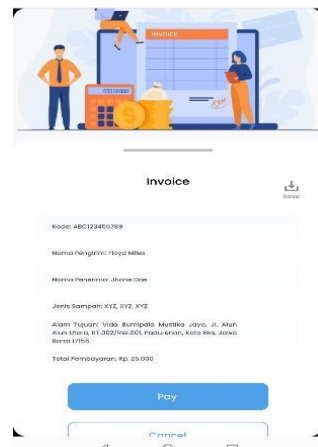 INVOICE
Invoice
Save
Kode: ABC123456789
Nama Pengirim: Floyd Miles
Nama Penerima: Jhone Doe
Jenis Sampah: XYZ, XYZ, XYZ
Alam Tujuan: Vida Bumipala Mustika Jaya, Jl. Alun
Alun Utara, RT.002/RW.001, Padurenan, Kota Bks, Jawa
Barat 17156
Total Pembayaran: Rp. 25.000
Pay
Cancel